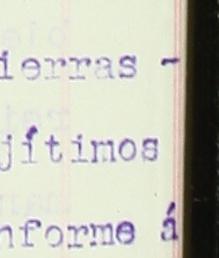 ierras -
jítimos
nforme á